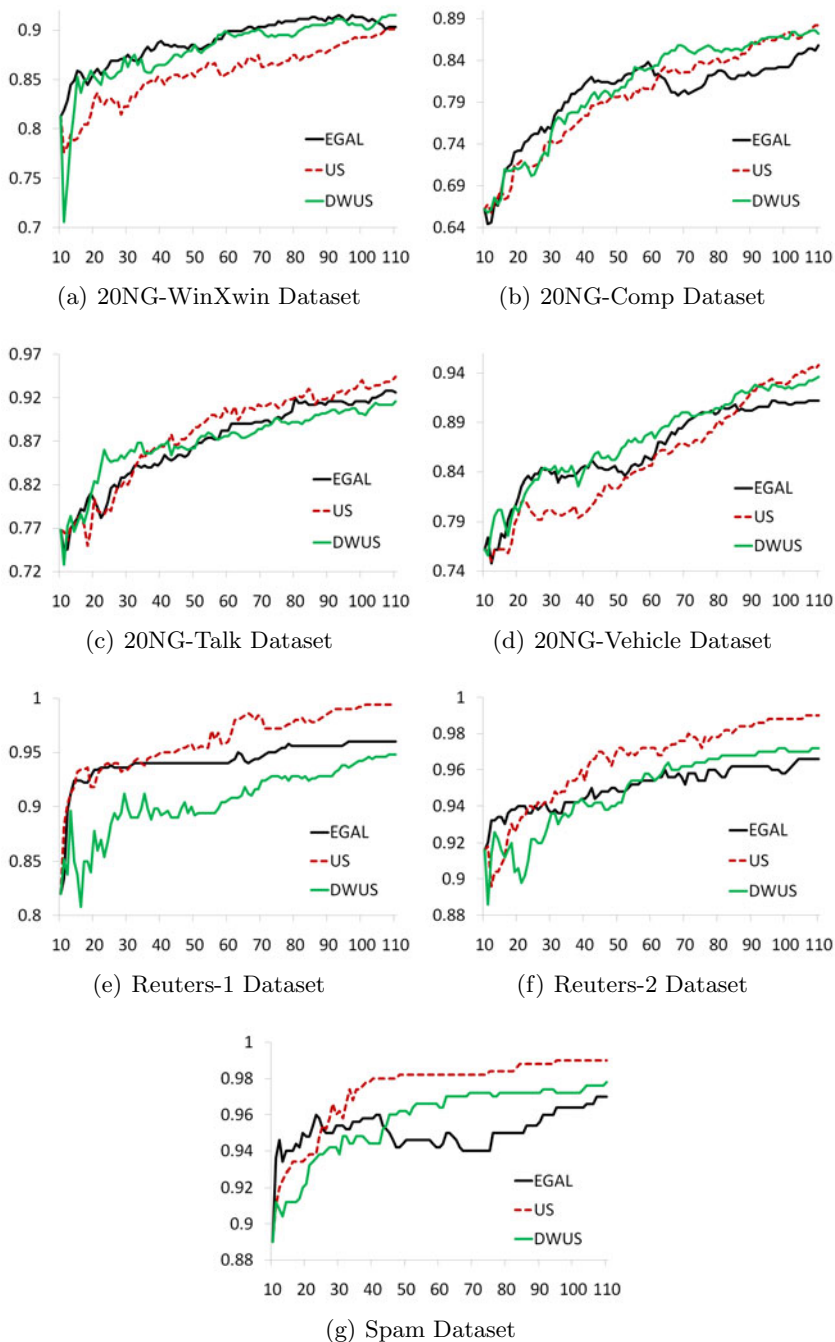 0.9
0.85
0.8
0.75
0.7
EGAL
US
DWUS
10 20 30 40 50 60 70 80 90 100 110
(a) 20NG-WinXwin Dataset
0.89
0.84
0.79
0.74
0.69
0.64
EGAL
US
DWUS
10 20 30 40 50 60 70 80 90 100 110
(b) 20NG-Comp Dataset
0.97
0.92
0.87
0.82
0.77
0.72
EGAL
US
DWUS
10 20 30 40 50 60 70 80 90 100 110
(c) 20NG-Talk Dataset
0.94
0.89
0.84
0.79
0.74
EGAL
US
DWUS
10 20 30 40 50 60 70 80 90 100 110
(d) 20NG-Vehicle Dataset
1
0.95
0.9
0.85
0.8
EGAL
US
DWUS
10 20 30 40 50 60 70 80 90 100 110
(e) Reuters-1 Dataset
1
0.98
0.96
0.94
0.92
0.9
0.88
EGAL
US
DWUS
10 20 30 40 50 60 70 80 90 100 110
(f) Reuters-2 Dataset
1
0.98
0.96
0.94
0.92
0.9
0.88
EGAL
US
DWUS
10 20 30 40 50 60 70 80 90 100 110
(g) Spam Dataset